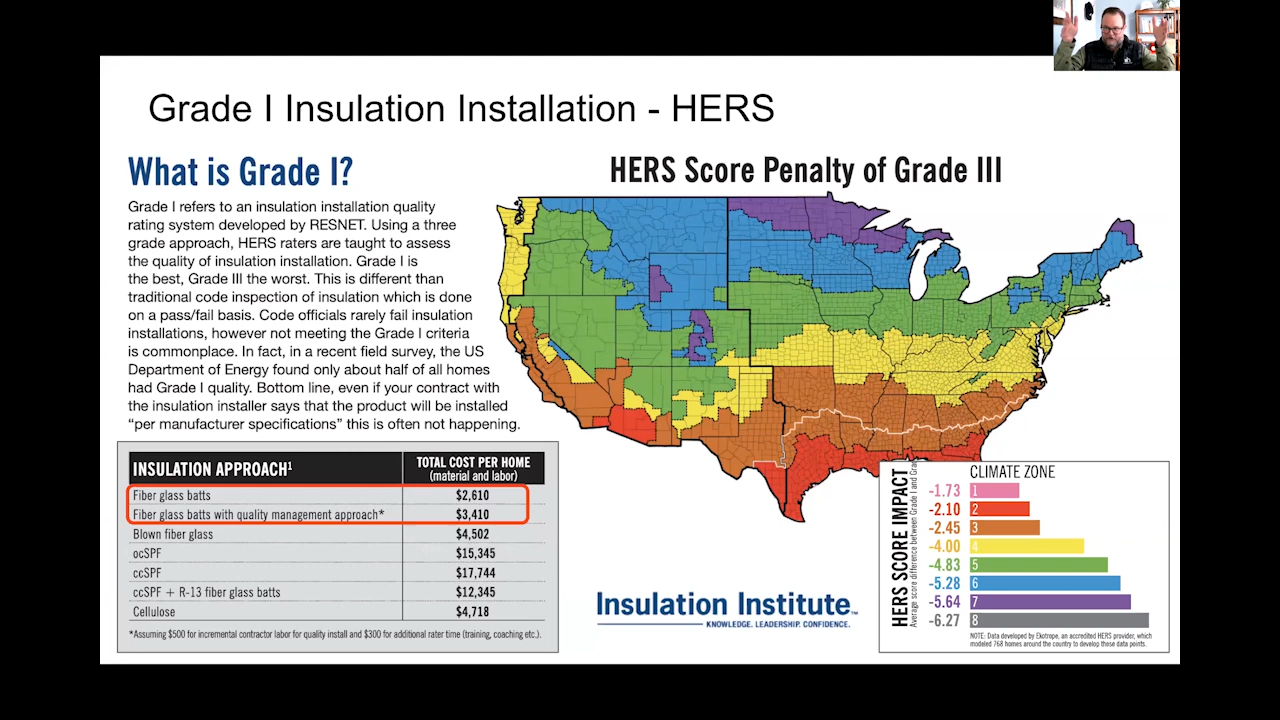 Grade I Insulation Installation - HERS
What is Grade I?
Grade I refers to an insulation installation quality
rating system developed by RESNET. Using a three
grade approach, HERS raters are taught to assess
the quality of insulation installation. Grade I is
the best, Grade III the worst. This is different than
traditional code inspection of insulation which is done
on a pass/fail basis. Code officials rarely fail insulation
installations, however not meeting the Grade I criteria
is commonplace. In fact, in a recent field survey, the US
Department of Energy found only about half of all homes
had Grade I quality. Bottom line, even if your contract with
the insulation installer says that the product will be installed
“per manufacturer specifications” this is often not happening.
INSULATION APPROACH¹ TOTAL COST PER HOME
(material and labor)
Fiber glass batts $2,610
Fiber glass batts with quality management approach* $3,410
Blown fiber glass $4,502
ocSPF $15,345
ccSPF $17,744
ccSPF + R-13 fiber glass batts $12,345
Cellulose $4,718
*Assuming $500 for incremental contractor labor for quality install and $300 for additional rater time (training, coaching etc.).
HERS Score Penalty of Grade III
Insulation Institute™
KNOWLEDGE. LEADERSHIP. CONFIDENCE.
HERS SCORE IMPACT
Average score difference between Grade I and
CLIMATE ZONE
-1.73 1
-2.10 2
-2.45 3
-4.00 4
-4.83 5
-5.28 6
-5.64 7
-6.27 8
NOTE: Data developed by Ekotrope, an accredited HERS provider, which
modeled 768 homes around the country to develop these data points.